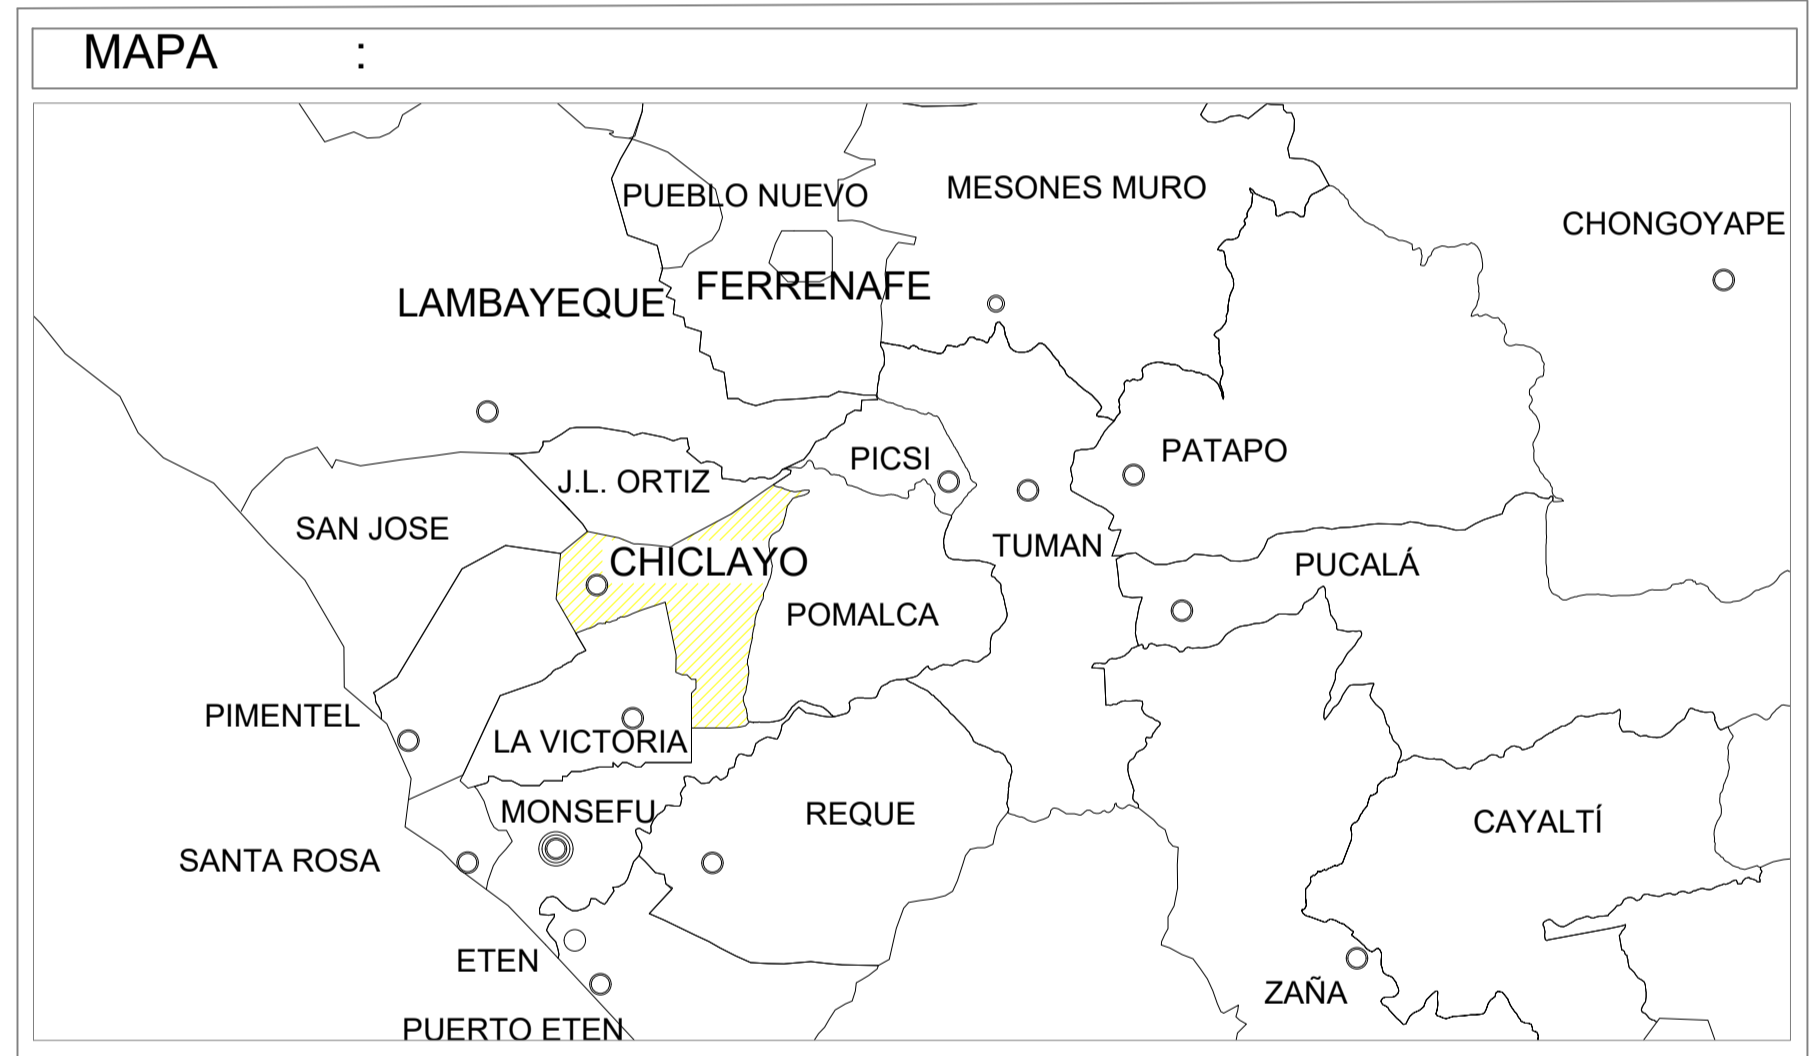 MAPA :
MESONES MURO
PUEBLO NUEVO
CHONGOYAPE
FERRENAFE
LAMBAYEQUE
PATAPO
PICSI
J.L. ORTIZ
SAN JOSE
TUMAN
CHICLAYO
PUCALÁ
POMALCA
PIMENTEL
LA VICTORIA
MONSEFU
REQUE
CAYALTÍ
SANTA ROSA
ETEN
ZAÑA
PUERTO ETEN